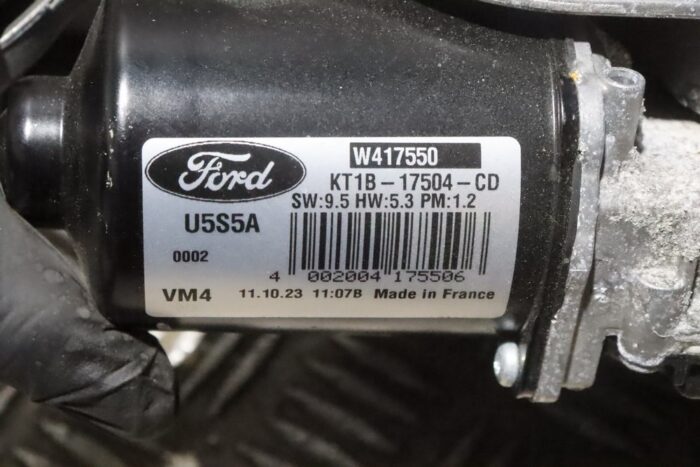 Ford
W417550
KT1B-17504-CD
SW:9.5 HW:5.3 PM:1.2
U5S5A
0002
4 002004 175506
VM4 11.10.23 11:07B Made in France